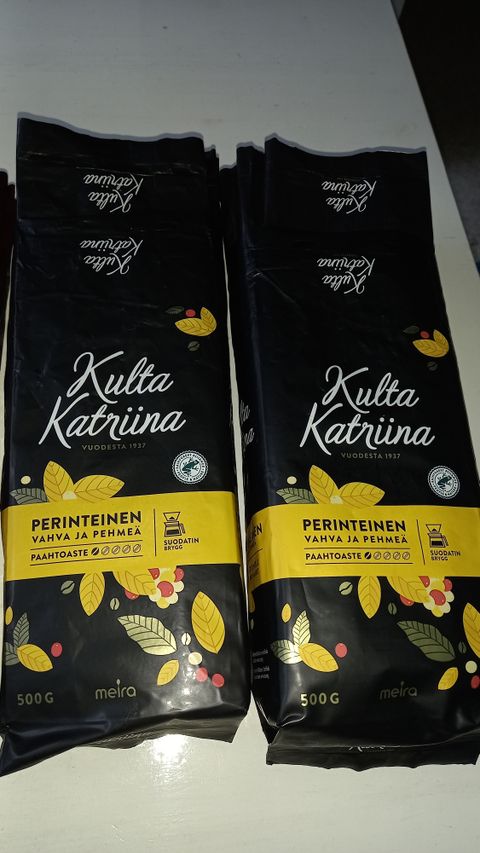 Kulta
Katriina
Kulta
Katriina
Kulta
Katriina
VUODESTA 1937
PERINTEINEN
VAHVA JA PEHMEÄ
PAAHTOASTE
SUODATIN
BRYGG
500 G
meira
Kulta
Katriina
Kulta
Katriina
Kulta
Katriina
VUODESTA 1937
PERINTEINEN
VAHVA JA PEHMEÄ
PAAHTOASTE
SUODATIN
BRYGG
500 G
meira